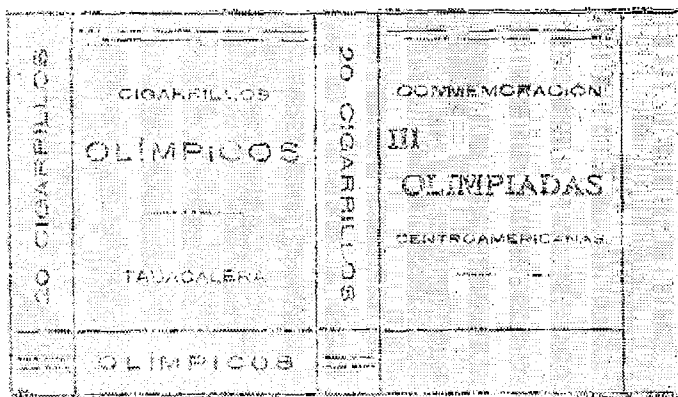 20 CIGARRILLOS
CIGARRILLOS
OLÍMPICOS
TABACALERA
OLÍMPICOS
20 CIGARRILLOS
CONMEMORACIÓN
III
OLIMPIADAS
CENTROAMERICANAS